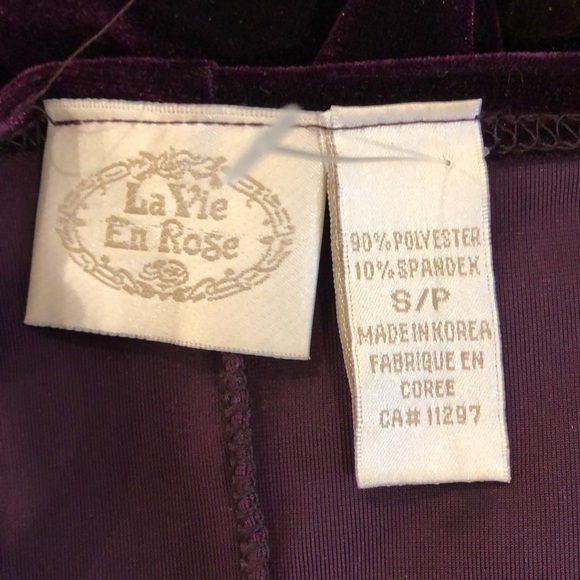 La Vie
En Rose
90% POLYESTER
10% SPANDEX
S/P
MADE IN KOREA
FABRIQUE EN
COREE
CA# 11297